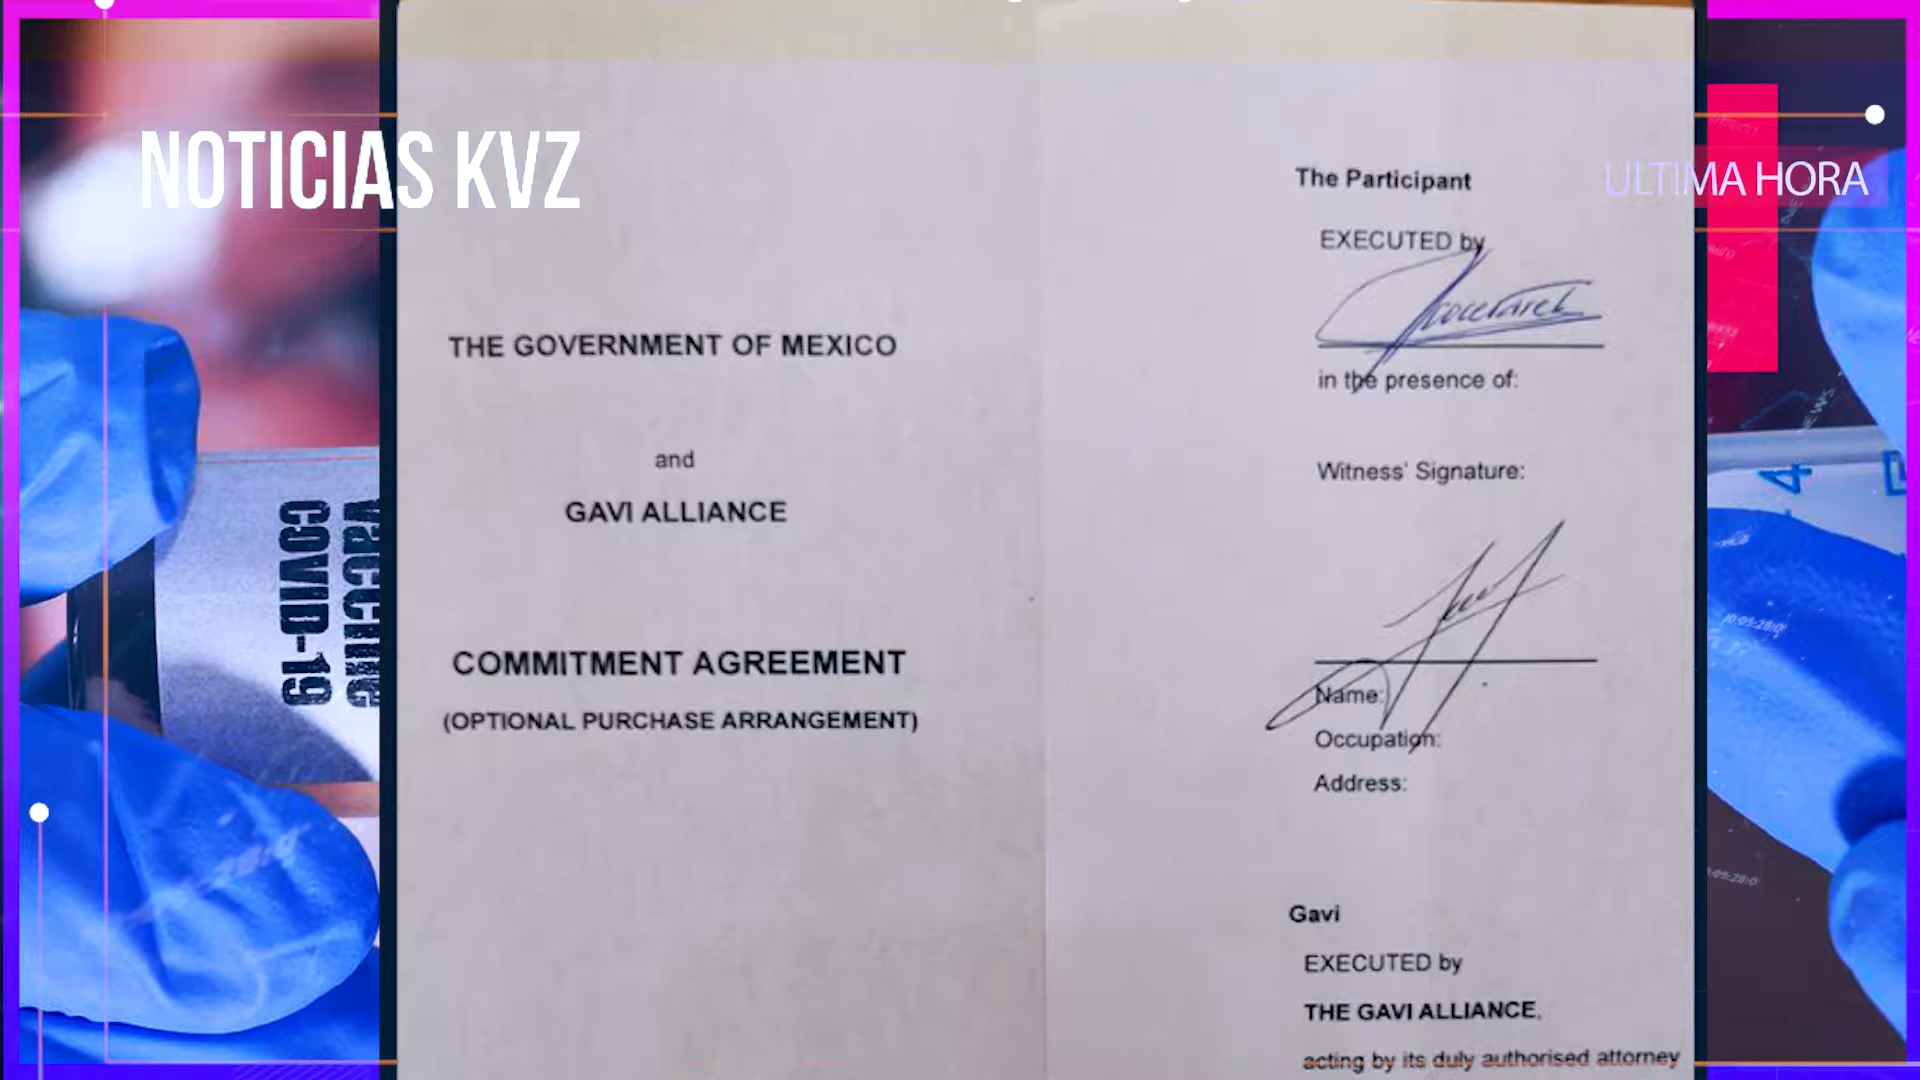 NOTICIAS KVZ
ULTIMA HORA
THE GOVERNMENT OF MEXICO
and
GAVI ALLIANCE
COMMITMENT AGREEMENT
(OPTIONAL PURCHASE ARRANGEMENT)
The Participant
EXECUTED by
in the presence of:
Witness' Signature:
Name:
Occupation:
Address:
Gavi
EXECUTED by
THE GAVI ALLIANCE,
acting by its duly authorised attorney
Vaccine
COVID-19